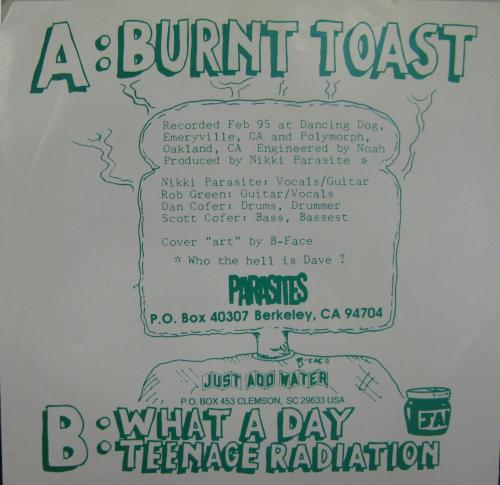 A: BURNT TOAST
Recorded Feb 95 at Dancing Dog,
Emeryville, CA and Polymorph,
Oakland, CA Engineered by Noah
Produced by Nikki Parasite *
Nikki Parasite: Vocals/Guitar
Rob Green: Guitar/Vocals
Dan Cofer: Drums, Drummer
Scott Cofer: Bass, Bassest
Cover "art" by B-Face
* Who the hell is Dave ?
PARASITES
P.O. Box 40307 Berkeley, CA 94704
B-FACE
JUST ADD WATER
P.O. BOX 453 CLEMSON, SC 29633 USA
JA
B: WHAT A DAY
: TEENAGE RADIATION